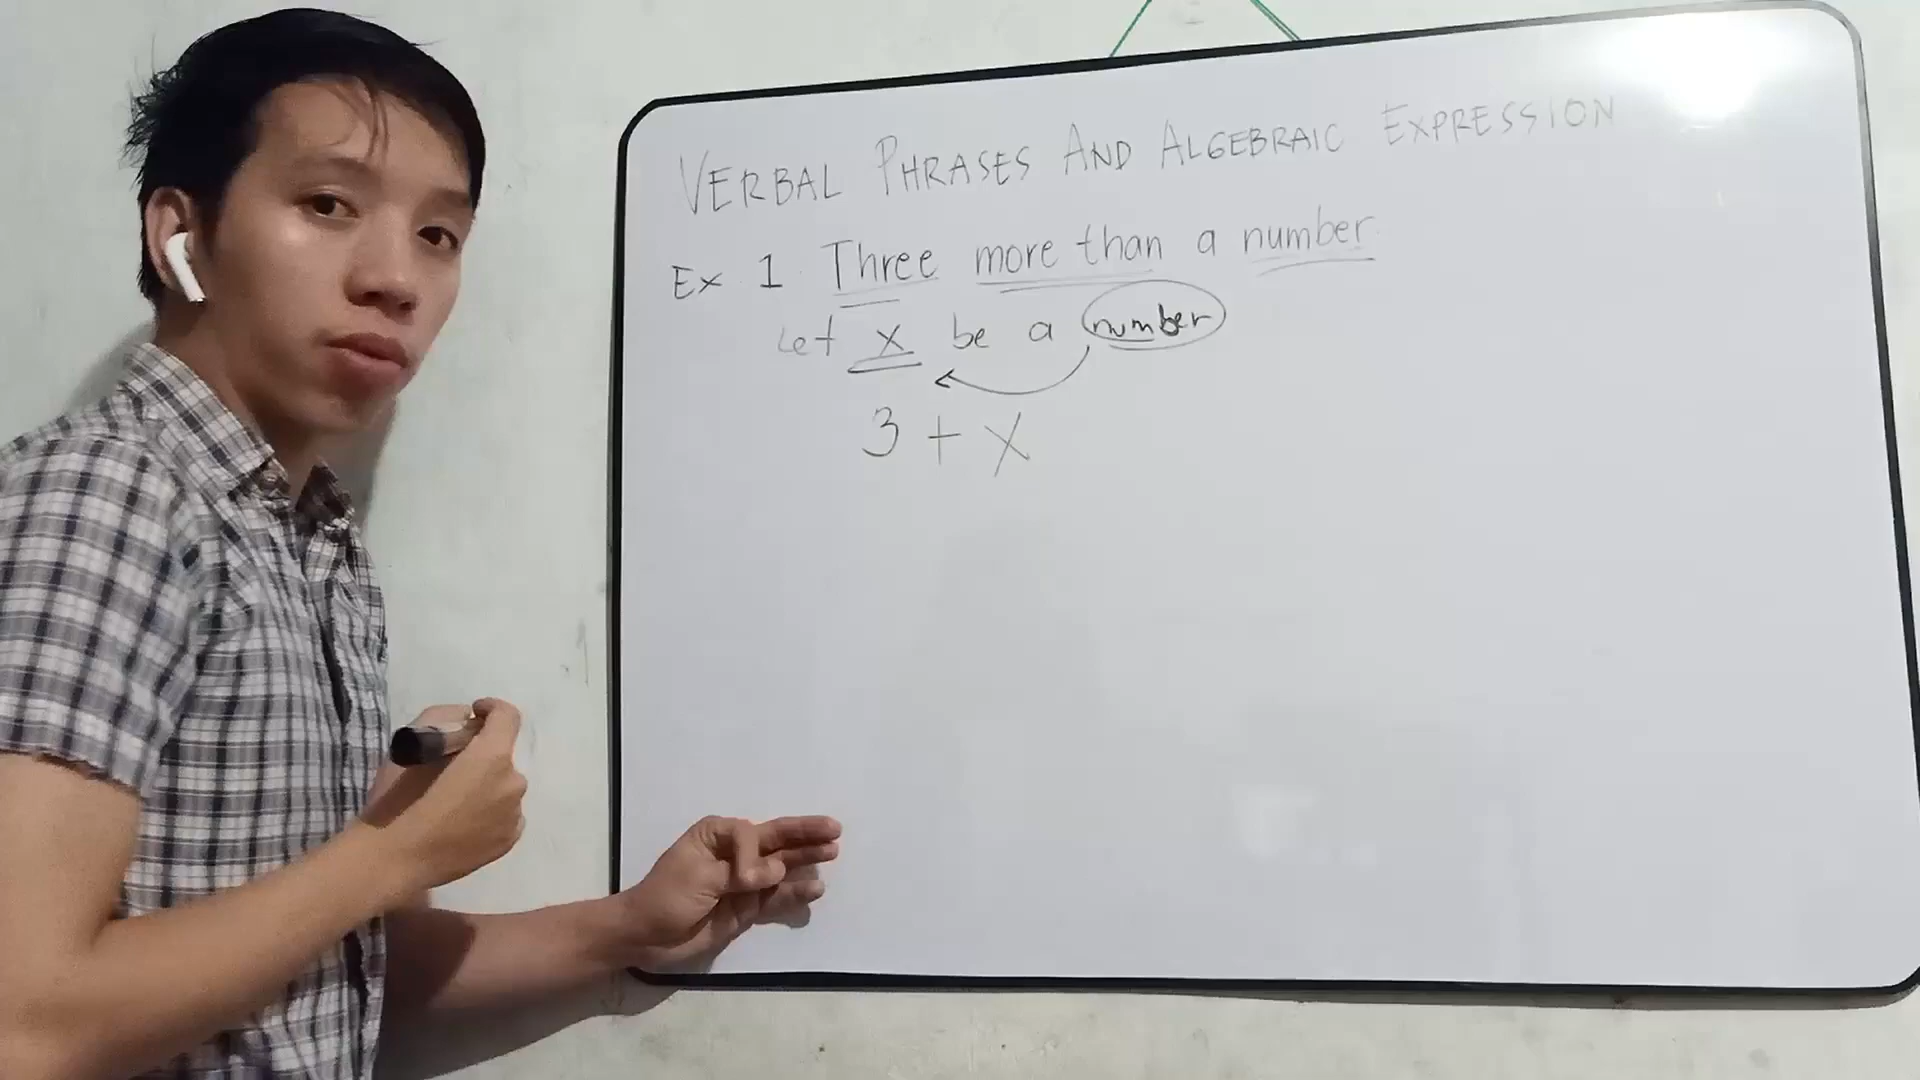 VERBAL PHRASES AND ALGEBRAIC EXPRESSION
Ex 1. Three more than a number
Let x be a number
3 + x